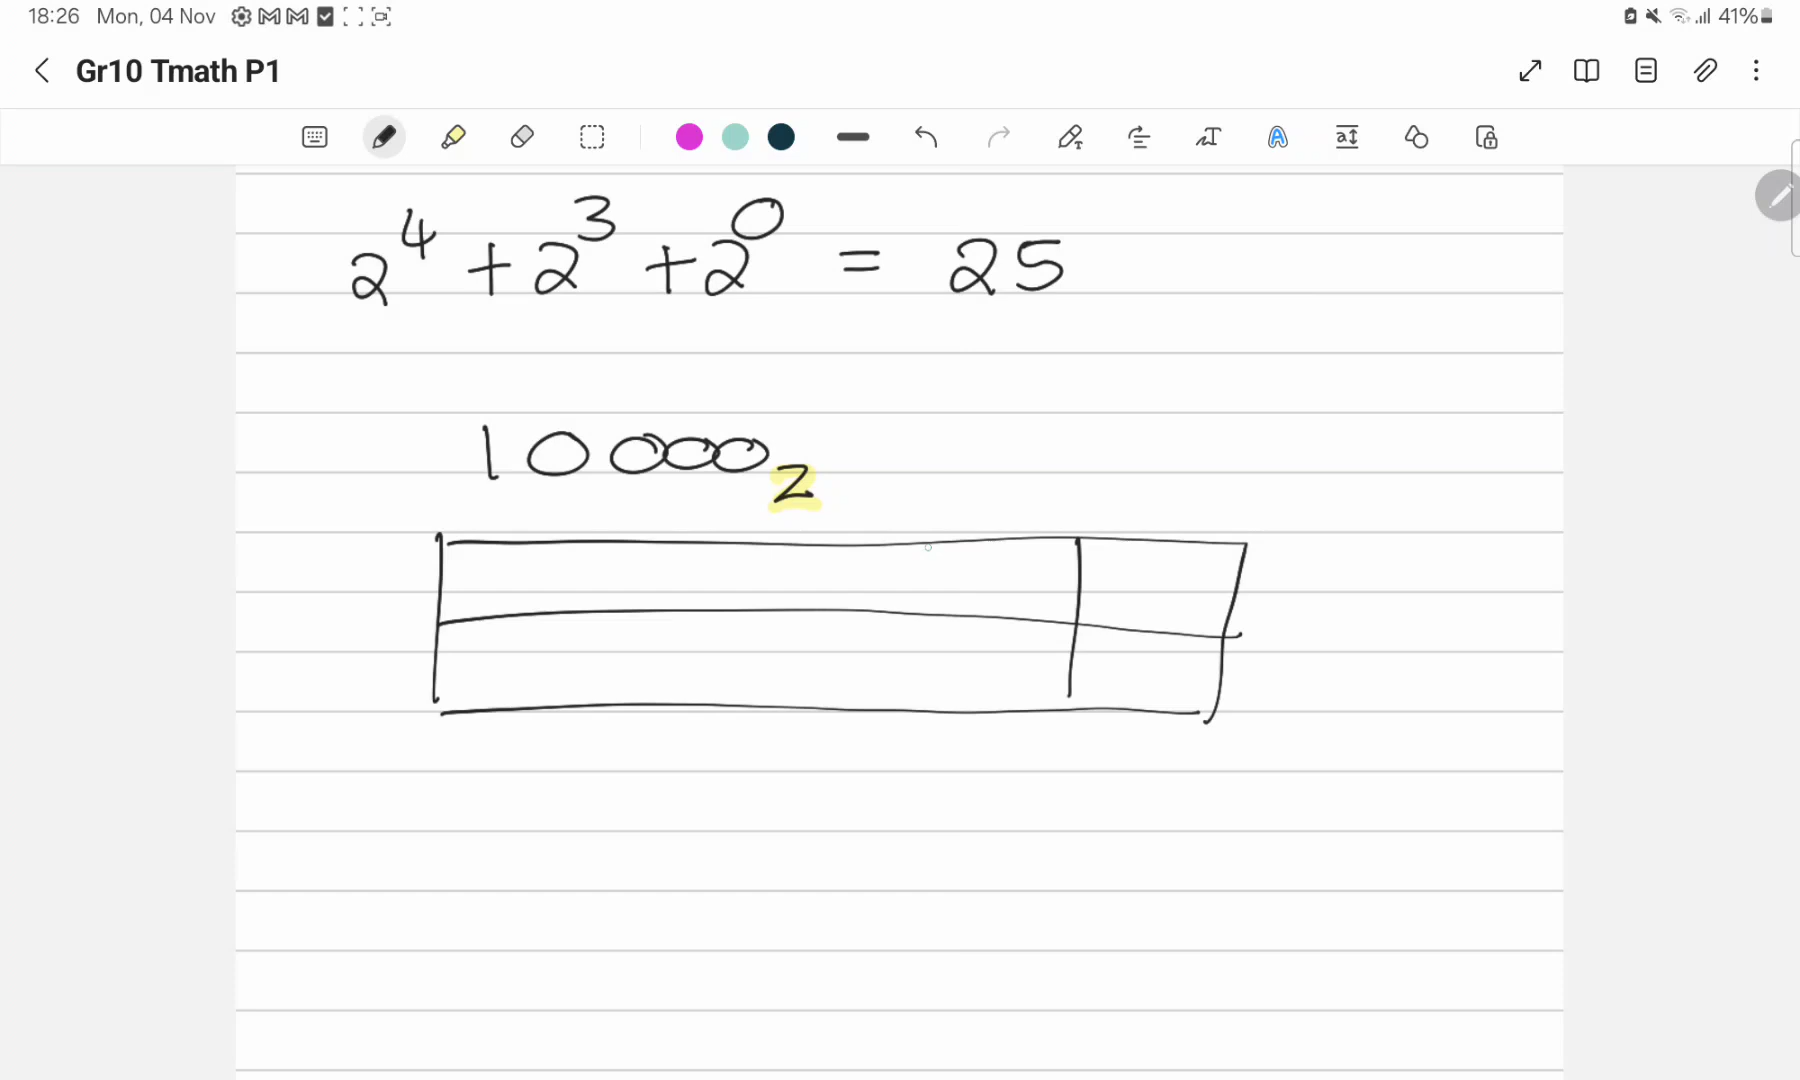 18:26 Mon, 04 Nov 41%
Gr10 Tmath P1
2⁴ + 2³ + 2⁰ = 25
10000₂